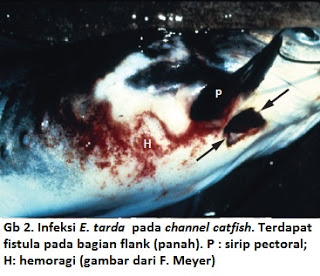 P
H
Gb 2. Infeksi E. tarda pada channel catfish. Terdapat
fistula pada bagian flank (panah). P : sirip pectoral;
H: hemoragi (gambar dari F. Meyer)